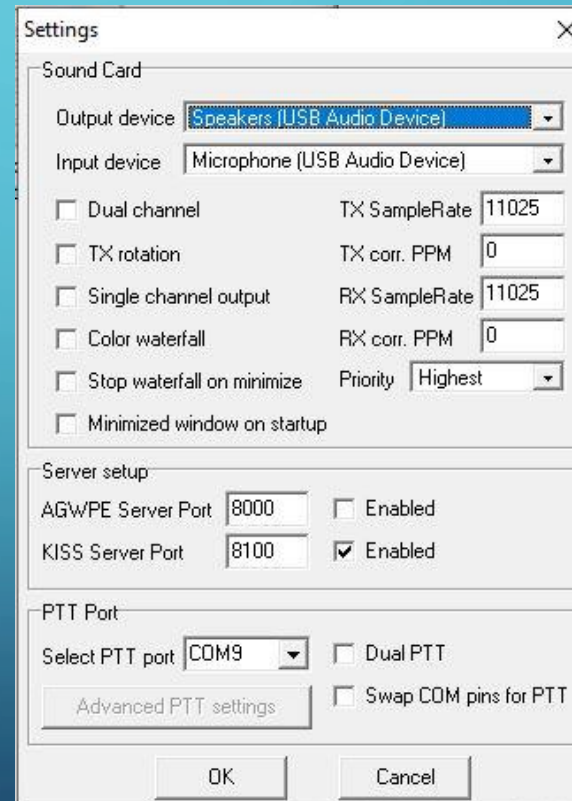 Settings
Sound Card
Output device Speakers (USB Audio Device)
Input device Microphone (USB Audio Device)
Dual channel TX SampleRate 11025
TX rotation TX corr. PPM 0
Single channel output RX SampleRate 11025
Color waterfall RX corr. PPM 0
Stop waterfall on minimize Priority Highest
Minimized window on startup
Server setup
AGWPE Server Port 8000 Enabled
KISS Server Port 8100 Enabled
PTT Port
Select PTT port COM9 Dual PTT
Advanced PTT settings Swap COM pins for PTT
OK Cancel